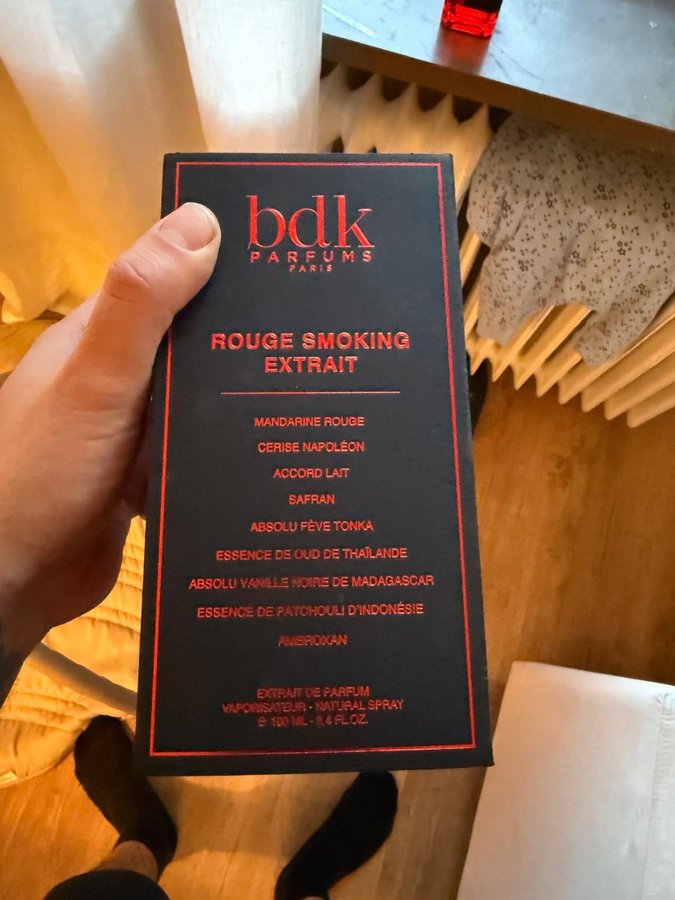 bdk
PARFUMS
PARIS
ROUGE SMOKING
EXTRAIT
MANDARINE ROUGE
CERISE NAPOLÉON
ACCORD LAIT
SAFRAN
ABSOLU FÈVE TONKA
ESSENCE DE OUD DE THAÏLANDE
ABSOLU VANILLE NOIRE DE MADAGASCAR
ESSENCE DE PATCHOULI D'INDONÉSIE
AMBROXAN
EXTRAIT DE PARFUM
VAPORISATEUR - NATURAL SPRAY
℮ 100 ML - 3.4 FL.OZ.